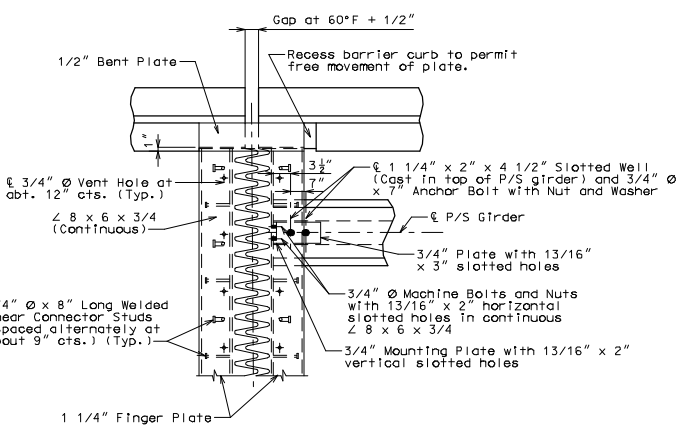 Gap at 60°F + 1/2"
1/2" Bent Plate
Recess barrier curb to permit
free movement of plate.
1"
3 1/2"
7"
℄ 3/4" Ø Vent Hole at
abt. 12" cts. (Typ.)
∠ 8 x 6 x 3/4
(Continuous)
℄ 1 1/4" x 2" x 4 1/2" Slotted Well
(Cast in top of P/S girder) and 3/4" Ø
x 7" Anchor Bolt with Nut and Washer
℄ P/S Girder
3/4" Plate with 13/16"
x 3" slotted holes
3/4" Ø Machine Bolts and Nuts
with 13/16" x 2" horizontal
slotted holes in continuous
∠ 8 x 6 x 3/4
4" Ø x 8" Long Welded
ear Connector Studs
paced alternately at
out 9" cts.) (Typ.)
3/4" Mounting Plate with 13/16" x 2"
vertical slotted holes
1 1/4" Finger Plate